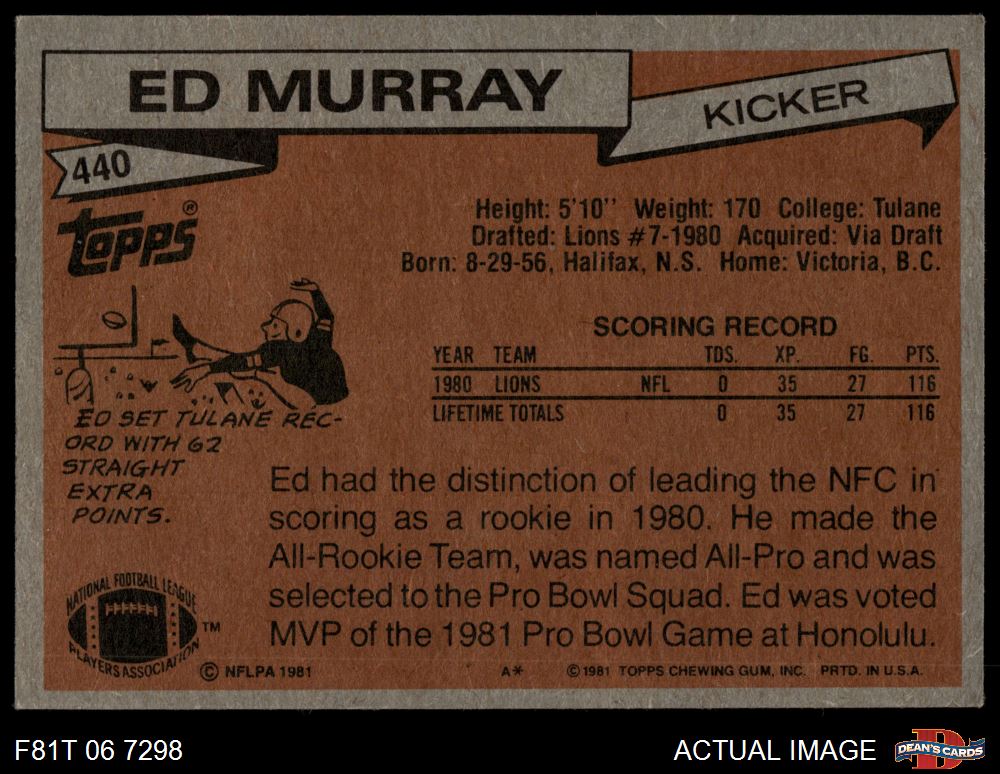 ED MURRAY
KICKER
440
topps®
Height: 5'10'' Weight: 170 College: Tulane
Drafted: Lions #7-1980 Acquired: Via Draft
Born: 8-29-56, Halifax, N.S. Home: Victoria, B.C.
SCORING RECORD
YEAR TEAM TDS. XP. FG. PTS.
1980 LIONS NFL 0 35 27 116
LIFETIME TOTALS 0 35 27 116
ED SET TULANE REC-
ORD WITH 62
STRAIGHT
EXTRA
POINTS.
Ed had the distinction of leading the NFC in
scoring as a rookie in 1980. He made the
All-Rookie Team, was named All-Pro and was
selected to the Pro Bowl Squad. Ed was voted
MVP of the 1981 Pro Bowl Game at Honolulu.
NATIONAL FOOTBALL LEAGUE
PLAYERS ASSOCIATION
TM
© NFLPA 1981 A* © 1981 TOPPS CHEWING GUM, INC. PRTD. IN U.S.A.
F81T 06 7298 ACTUAL IMAGE
D
DEAN'S CARDS